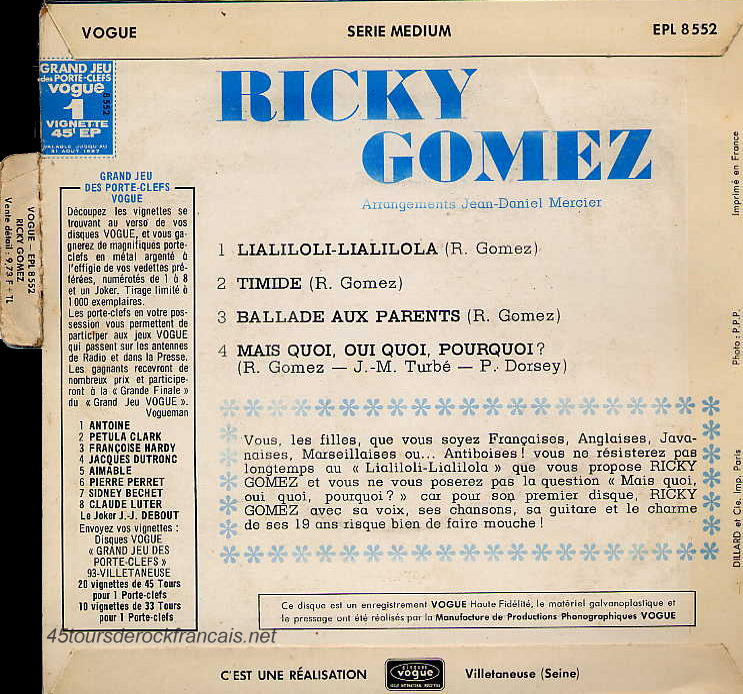 VOGUE SERIE MEDIUM EPL 8552
GRAND JEU
des PORTE-CLEFS
vogue
1
VIGNETTE
45t EP
VALABLE JUSQU'AU
31 AOUT 1967
8552
VOGUE - EPL 8552
RICKY GOMEZ
Vente détail : 9,73 F + TL
RICKY
GOMEZ
Arrangements Jean-Daniel Mercier
1 LIALILOLI-LIALILOLA (R. Gomez)
2 TIMIDE (R. Gomez)
3 BALLADE AUX PARENTS (R. Gomez)
4 MAIS QUOI, OUI QUOI, POURQUOI ?
(R. Gomez — J.-M. Turbé — P. Dorsey)
GRAND JEU
DES PORTE-CLEFS
VOGUE
Découpez les vignettes se
trouvant au verso de vos
disques VOGUE, et vous ga-
gnerez de magnifiques porte-
clefs en métal argenté à
l'effigie de vos vedettes pré-
férées, numérotés de 1 à 8
et un Joker. Tirage limité à
1 000 exemplaires.
Les porte-clefs en votre pos-
session vous permettent de
participer aux jeux VOGUE
qui passent sur les antennes
de Radio et dans la Presse.
Les gagnants recevront de
nombreux prix et participe-
ront à la « Grande Finale »
du « Grand Jeu VOGUE ».
Vogueman
1 ANTOINE
2 PETULA CLARK
3 FRANÇOISE HARDY
4 JACQUES DUTRONC
5 AIMABLE
6 PIERRE PERRET
7 SIDNEY BECHET
8 CLAUDE LUTER
Le Joker J.-J. DEBOUT
Envoyez vos vignettes :
Disques VOGUE
« GRAND JEU DES
PORTE-CLEFS »
93-VILLETANEUSE
20 vignettes de 45 Tours
pour 1 Porte-clefs
10 vignettes de 33 Tours
pour 1 Porte-clefs
Vous, les filles, que vous soyez Françaises, Anglaises, Java-
naises, Marseillaises ou... Antiboises ! vous ne résisterez pas
longtemps au « Lialiloli-Lialilola » que vous propose RICKY
GOMEZ et vous ne vous poserez pas la question « Mais quoi,
oui quoi, pourquoi ? » car pour son premier disque, RICKY
GOMEZ avec sa voix, ses chansons, sa guitare et le charme
de ses 19 ans risque bien de faire mouche !
Ce disque est un enregistrement VOGUE Haute Fidélité, le matériel galvanoplastique et
le pressage ont été réalisés par la Manufacture de Productions Phonographiques VOGUE
Imprimé en France
Photo : P.P.P.
DILLARD et Cie. Imp. Paris
45toursderockfrancais.net
C'EST UNE RÉALISATION DISQUES vogue Villetaneuse (Seine)